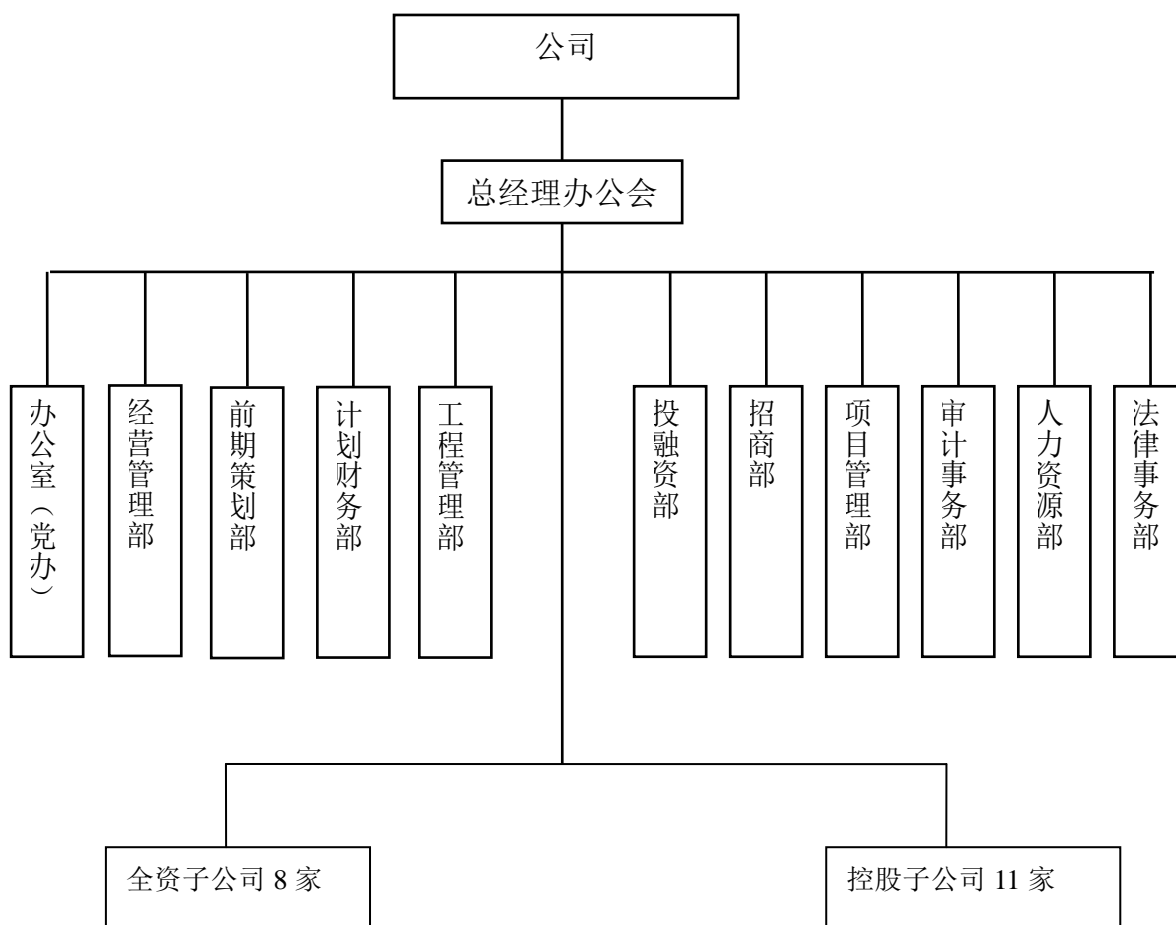 公司
总经理办公会
办公室（党办）
经营管理部
前期策划部
计划财务部
工程管理部
投融资部
招商部
项目管理部
审计事务部
人力资源部
法律事务部
全资子公司 8 家
控股子公司 11 家